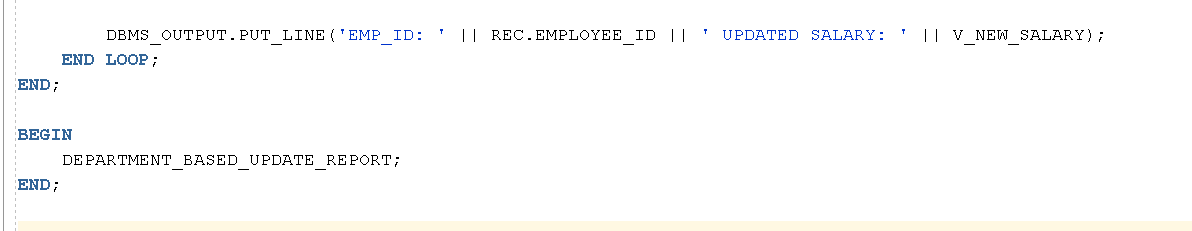 DBMS_OUTPUT.PUT_LINE('EMP_ID: ' || REC.EMPLOYEE_ID || ' UPDATED SALARY: ' || V_NEW_SALARY);
END LOOP;
END;
BEGIN
DEPARTMENT_BASED_UPDATE_REPORT;
END;